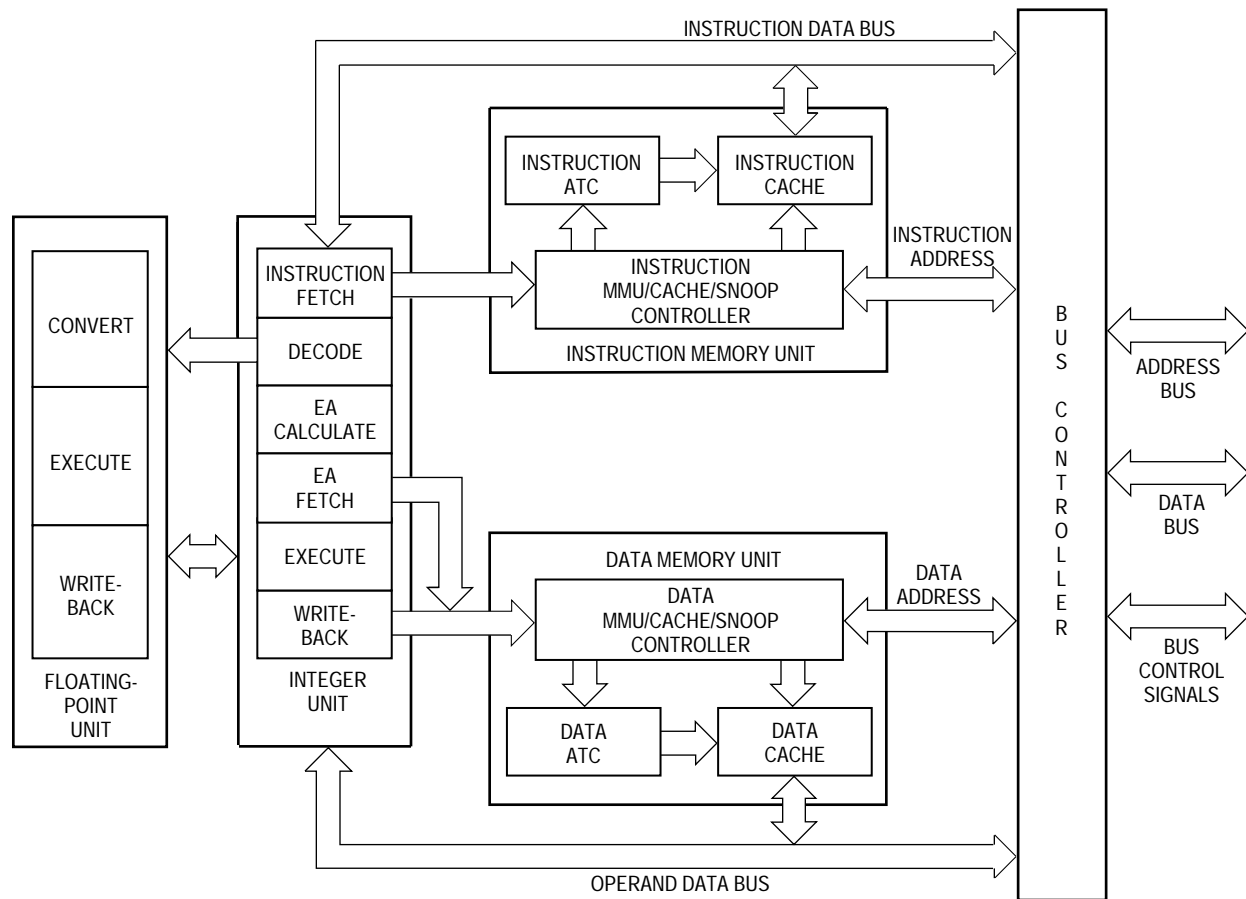 INSTRUCTION DATA BUS
INSTRUCTION
ATC
INSTRUCTION
CACHE
INSTRUCTION
MMU/CACHE/SNOOP
CONTROLLER
INSTRUCTION MEMORY UNIT
INSTRUCTION
ADDRESS
CONVERT
EXECUTE
WRITE-
BACK
FLOATING-
POINT
UNIT
INSTRUCTION
FETCH
DECODE
EA
CALCULATE
EA
FETCH
EXECUTE
WRITE-
BACK
INTEGER
UNIT
DATA MEMORY UNIT
DATA
MMU/CACHE/SNOOP
CONTROLLER
DATA
ATC
DATA
CACHE
DATA
ADDRESS
OPERAND DATA BUS
BUS CONTROLLER
ADDRESS
BUS
DATA
BUS
BUS
CONTROL
SIGNALS